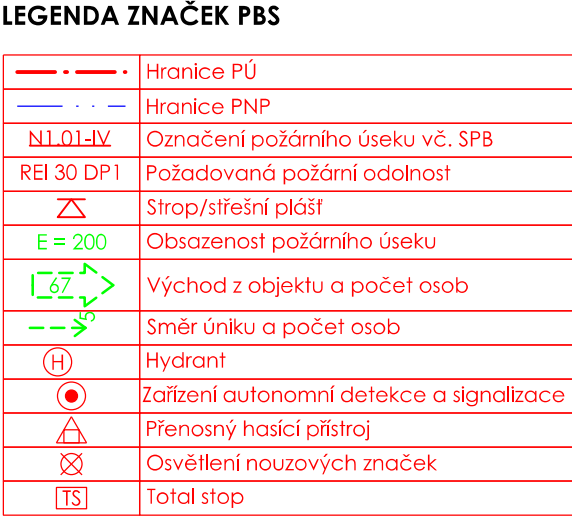 LEGENDA ZNAČEK PBS
Hranice PÚ
Hranice PNP
N1.01-IV Označení požárního úseku vč. SPB
REI 30 DP1 Požadovaná požární odolnost
Strop/střešní plášť
E = 200 Obsazenost požárního úseku
67 Východ z objektu a počet osob
5 Směr úniku a počet osob
H Hydrant
Zařízení autonomní detekce a signalizace
Přenosný hasící přístroj
Osvětlení nouzových značek
TS Total stop